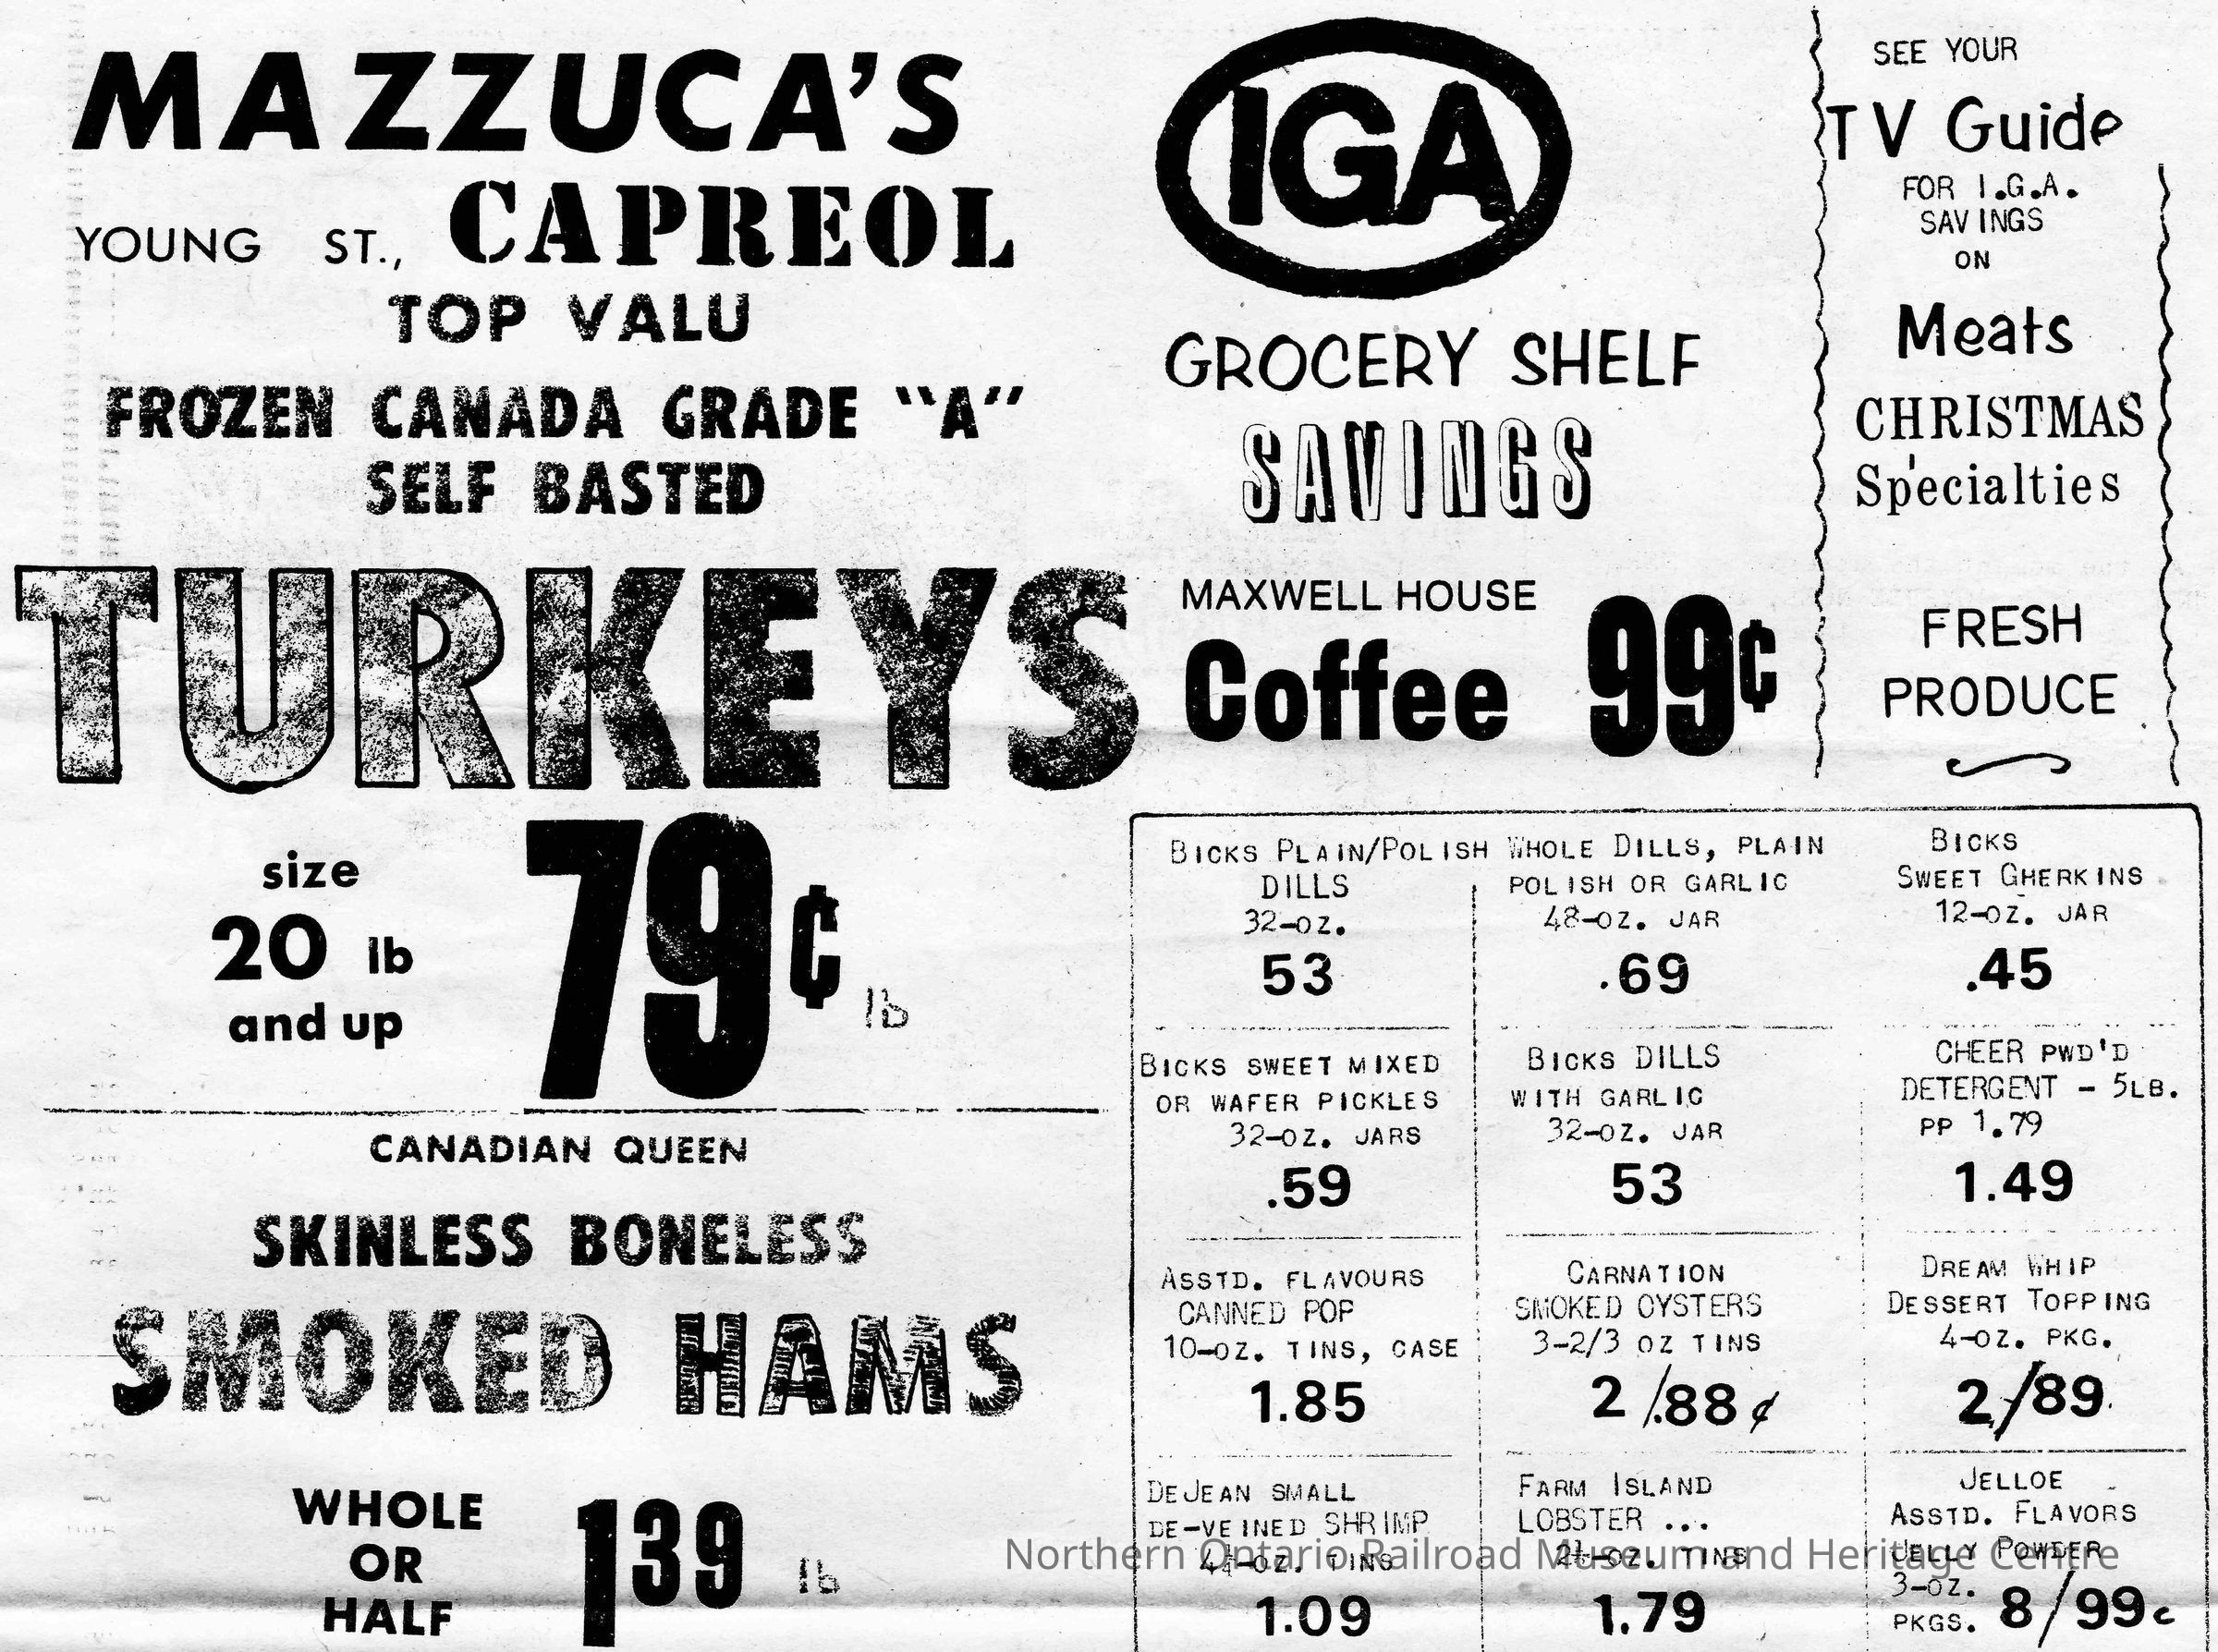 MAZZUCA'S
YOUNG ST., CAPREOL
TOP VALU
FROZEN CANADA GRADE "A"
SELF BASTED
TURKEYS
size
20 lb
and up
79¢ lb
CANADIAN QUEEN
SKINLESS BONELESS
SMOKED HAMS
WHOLE
OR
HALF
139 lb
IGA
GROCERY SHELF
SAVINGS
MAXWELL HOUSE
Coffee 99¢
SEE YOUR
TV Guide
FOR I.G.A.
SAVINGS
ON
Meats
CHRISTMAS
Specialties
FRESH
PRODUCE
BICKS PLAIN/POLISH
DILLS
32-OZ.
53
WHOLE DILLS, PLAIN
POLISH OR GARLIC
48-OZ. JAR
.69
BICKS
SWEET GHERKINS
12-OZ. JAR
.45
BICKS SWEET MIXED
OR WAFER PICKLES
32-OZ. JARS
.59
BICKS DILLS
WITH GARLIC
32-OZ. JAR
53
CHEER PWD'D
DETERGENT - 5LB.
PP 1.79
1.49
ASSTD. FLAVOURS
CANNED POP
10-OZ. TINS, CASE
1.85
CARNATION
SMOKED OYSTERS
3-2/3 OZ TINS
2/.88¢
DREAM WHIP
DESSERT TOPPING
4-OZ. PKG.
2/89
DEJEAN SMALL
DE-VEINED SHRIMP
TINS
1.09
FARM ISLAND
LOBSTER ...
TINS
1.79
JELLOE
ASSTD. FLAVORS
JELLY POWDER
3-OZ.
PKGS. 8/99c
Northern Ontario Railroad Museum and Heritage Centre